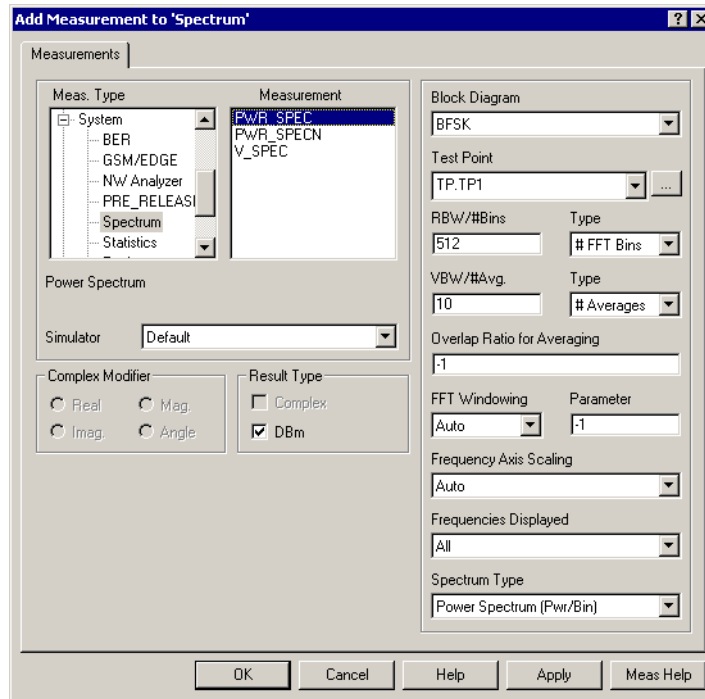 Add Measurement to 'Spectrum'
Measurements
Meas. Type
Measurement
System
BER
GSM/EDGE
NW Analyzer
PRE_RELEASI
Spectrum
Statistics
PWR_SPEC
PWR_SPECN
V_SPEC
Power Spectrum
Simulator
Default
Complex Modifier
Real
Mag.
Imag.
Angle
Result Type
Complex
DBm
Block Diagram
BFSK
Test Point
TP.TP1
...
RBW/#Bins
Type
512
# FFT Bins
VBW/#Avg.
Type
10
# Averages
Overlap Ratio for Averaging
-1
FFT Windowing
Parameter
Auto
-1
Frequency Axis Scaling
Auto
Frequencies Displayed
All
Spectrum Type
Power Spectrum (Pwr/Bin)
OK
Cancel
Help
Apply
Meas Help